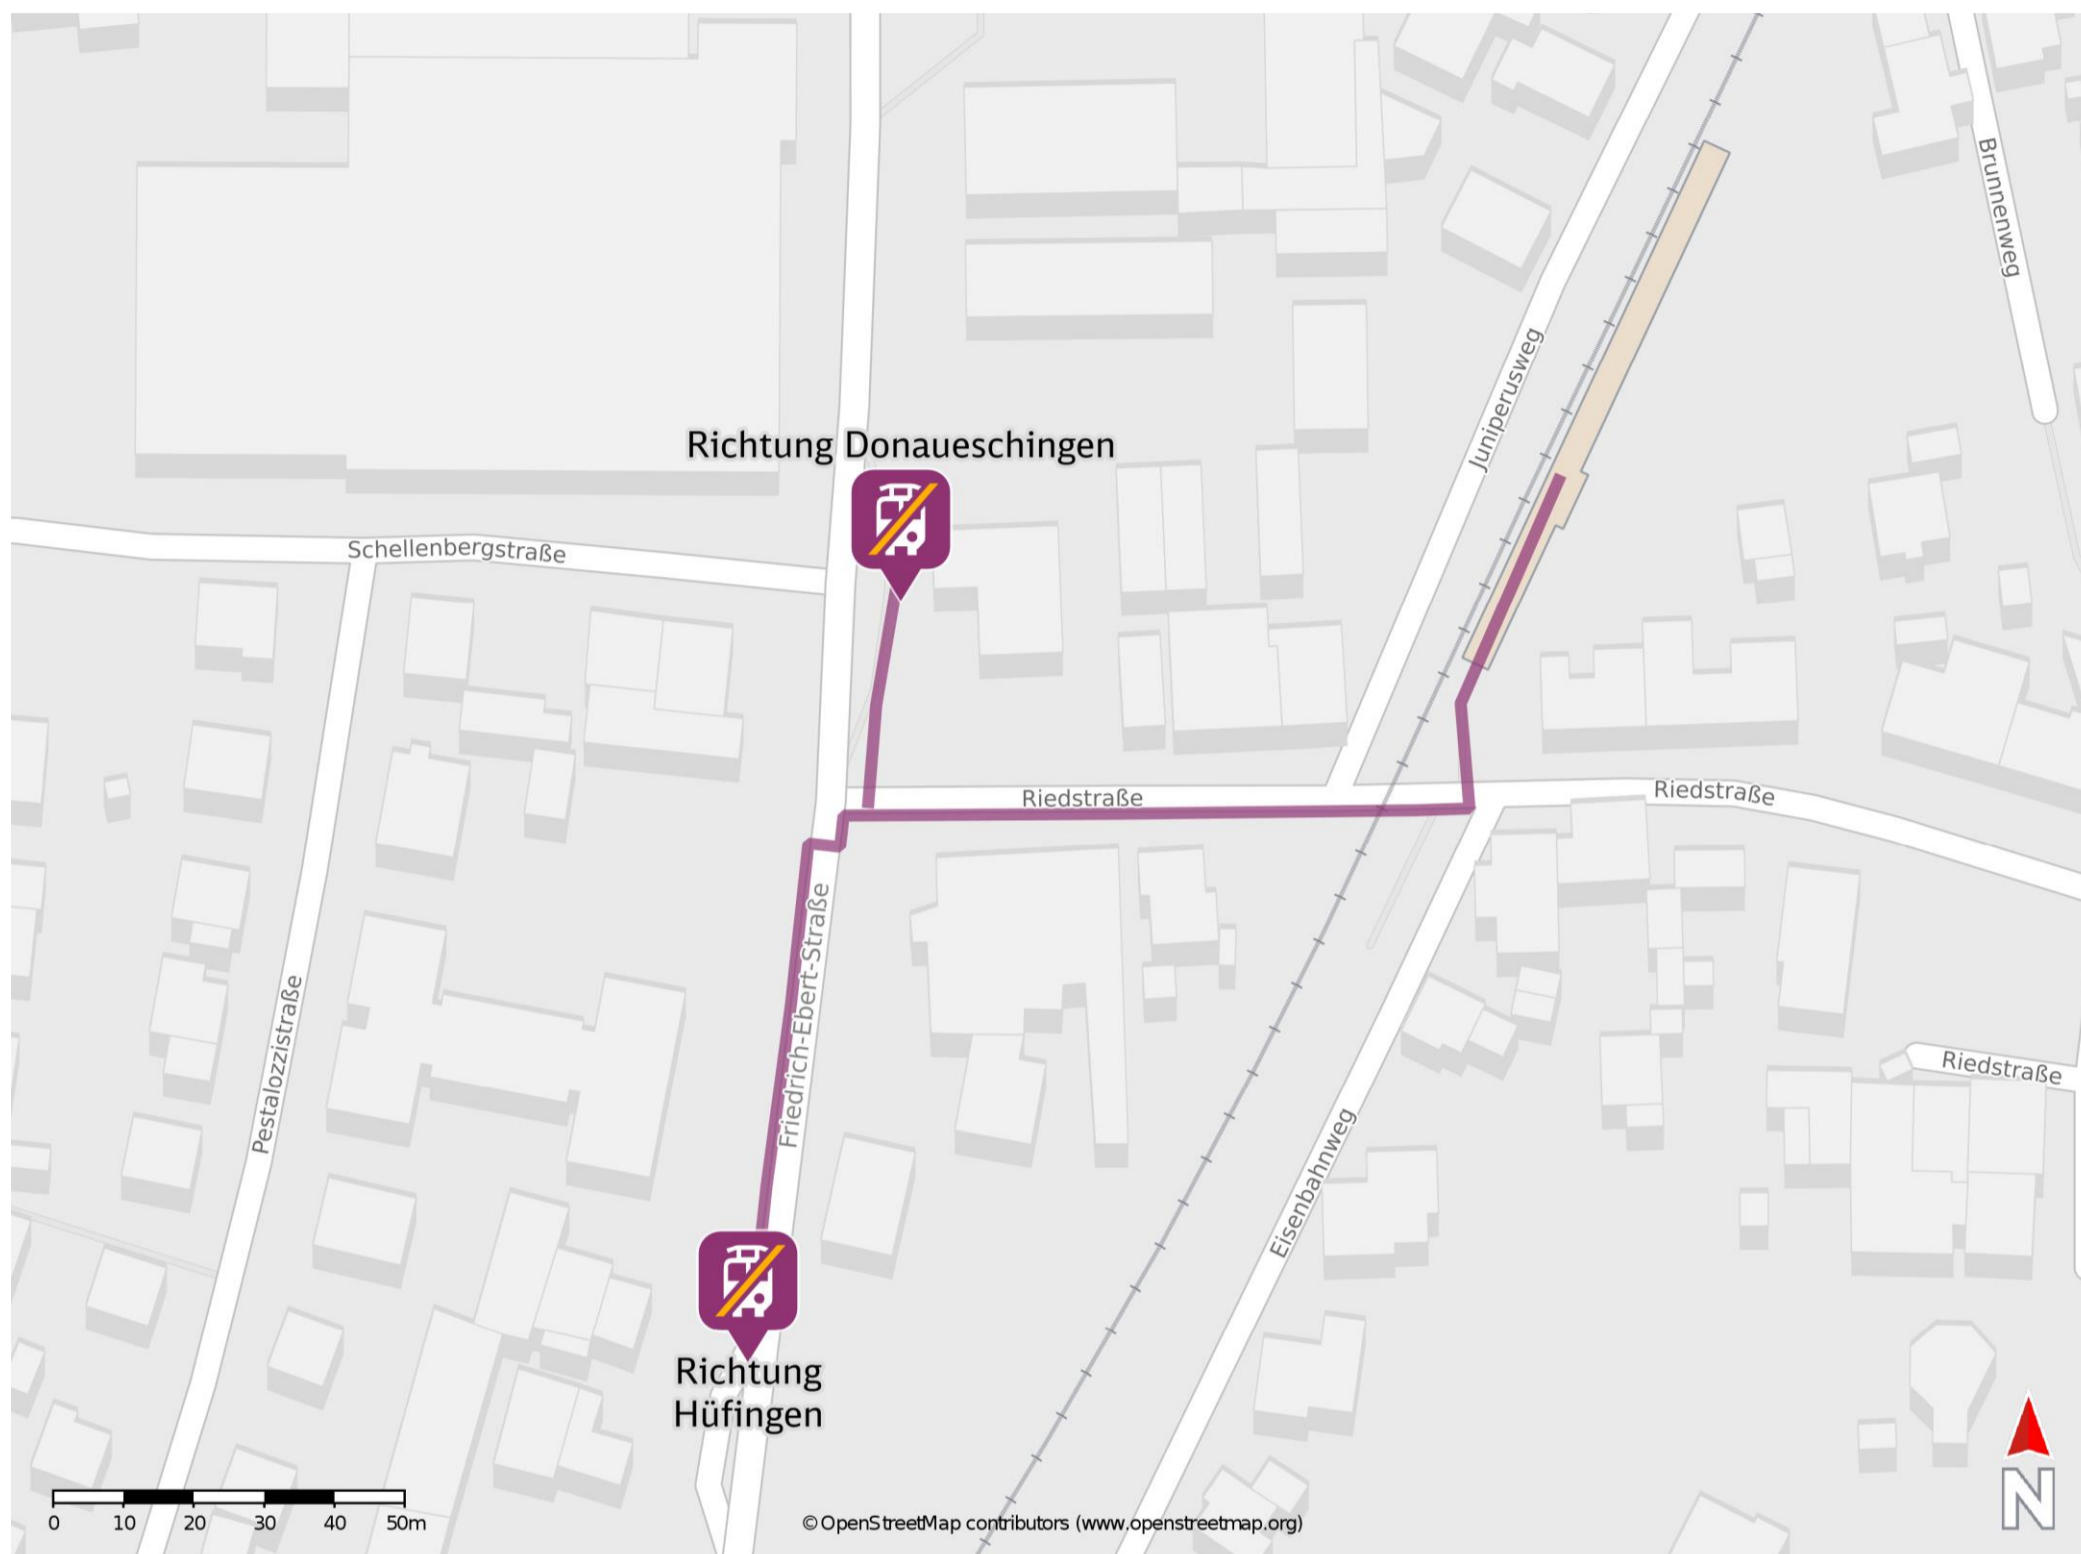 Brunnenweg
Juniperusweg
Richtung Donaueschingen
Schellenbergstraße
Riedstraße
Riedstraße
Friedrich-Ebert-Straße
Pestalozzistraße
Riedstraße
Eisenbahnweg
Richtung
Hüfingen
0 10 20 30 40 50m
© OpenStreetMap contributors (www.openstreetmap.org)
N